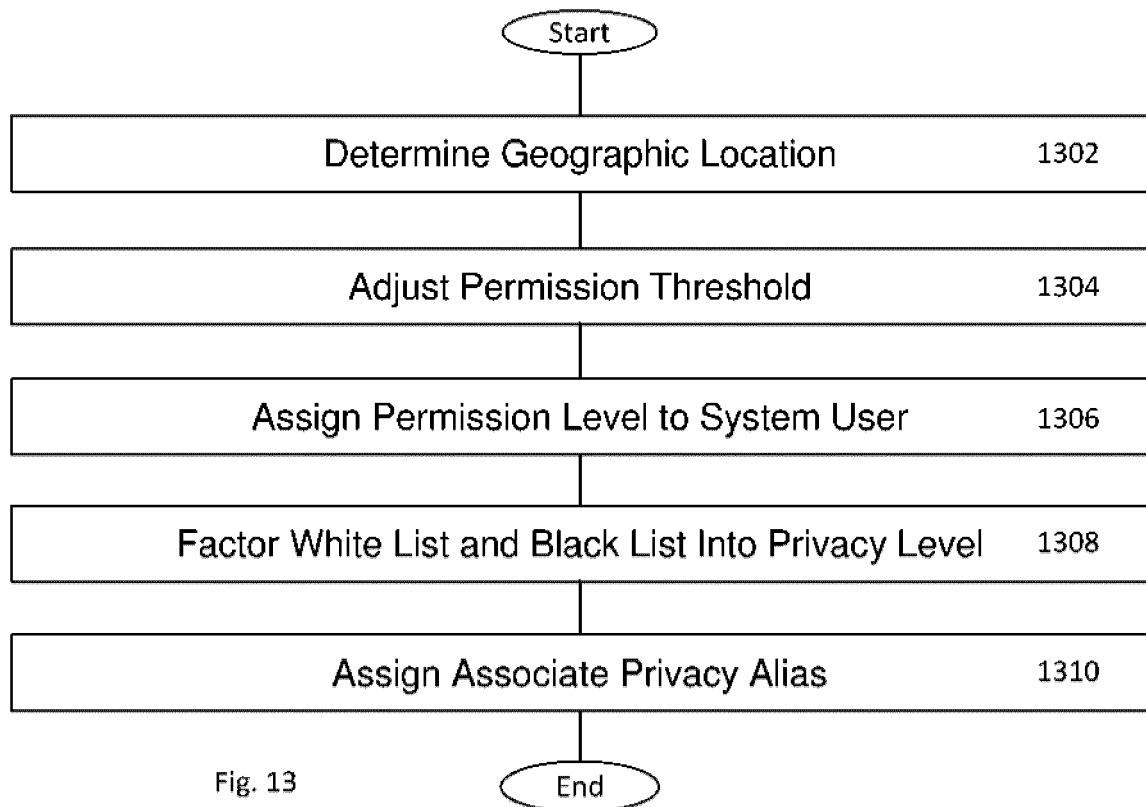 Start
Determine Geographic Location 1302
Adjust Permission Threshold 1304
Assign Permission Level to System User 1306
Factor White List and Black List Into Privacy Level 1308
Assign Associate Privacy Alias 1310
Fig. 13
End